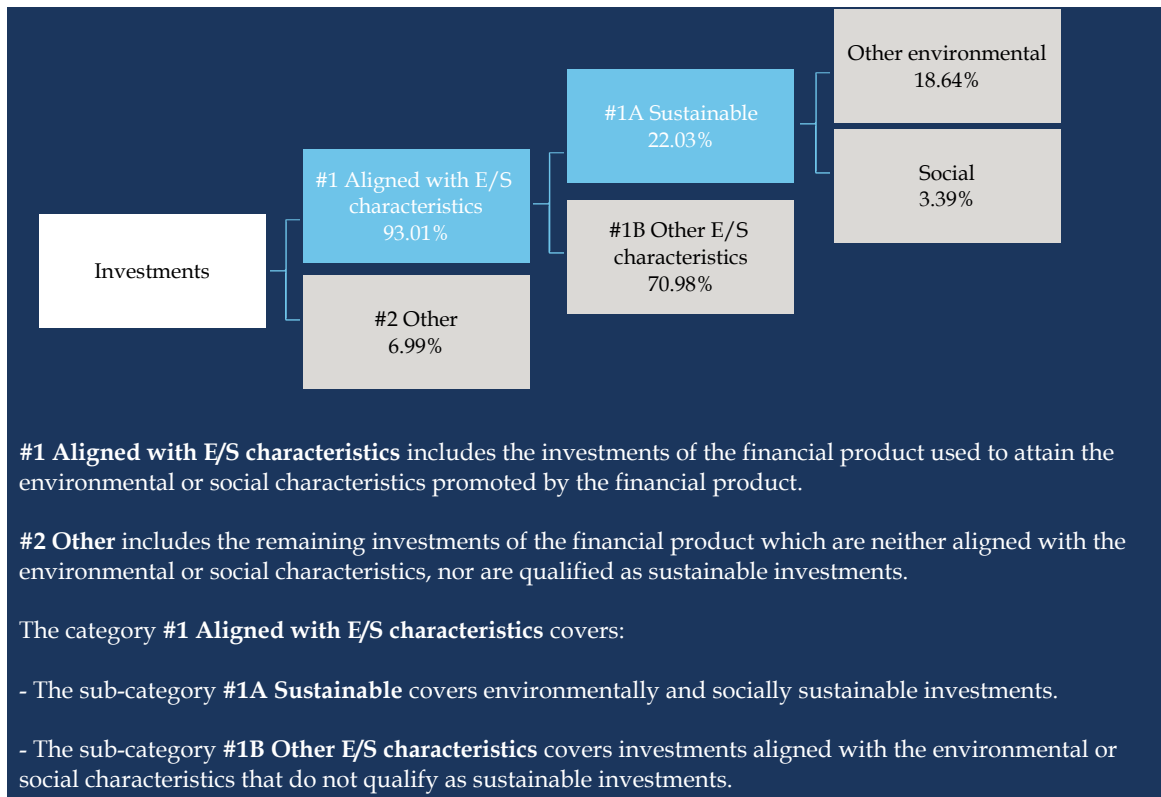 Investments
#1 Aligned with E/S
characteristics
93.01%
#2 Other
6.99%
#1A Sustainable
22.03%
#1B Other E/S
characteristics
70.98%
Other environmental
18.64%
Social
3.39%
#1 Aligned with E/S characteristics includes the investments of the financial product used to attain the
environmental or social characteristics promoted by the financial product.
#2 Other includes the remaining investments of the financial product which are neither aligned with the
environmental or social characteristics, nor are qualified as sustainable investments.
The category #1 Aligned with E/S characteristics covers:
- The sub-category #1A Sustainable covers environmentally and socially sustainable investments.
- The sub-category #1B Other E/S characteristics covers investments aligned with the environmental or
social characteristics that do not qualify as sustainable investments.